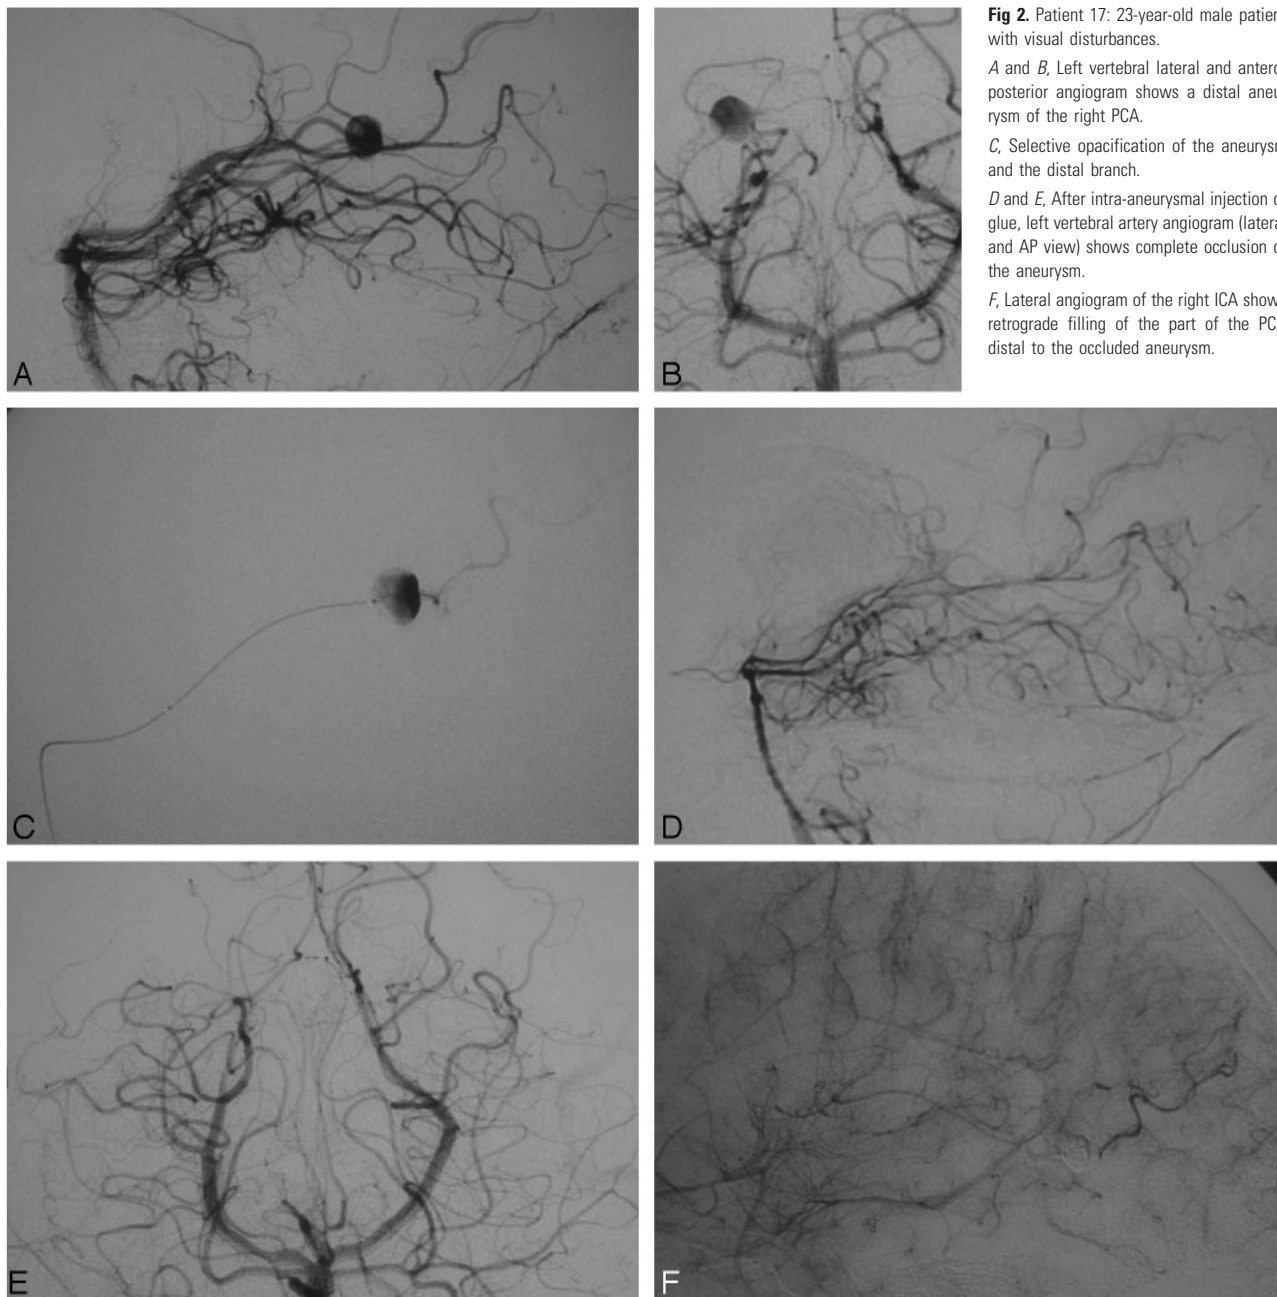 Fig 2. Patient 17: 23-year-old male patien
with visual disturbances.
A and B, Left vertebral lateral and antero
posterior angiogram shows a distal aneu
rysm of the right PCA.
C, Selective opacification of the aneurysm
and the distal branch.
D and E, After intra-aneurysmal injection o
glue, left vertebral artery angiogram (latera
and AP view) shows complete occlusion o
the aneurysm.
F, Lateral angiogram of the right ICA show
retrograde filling of the part of the PCA
distal to the occluded aneurysm.
A
B
C
D
E
F